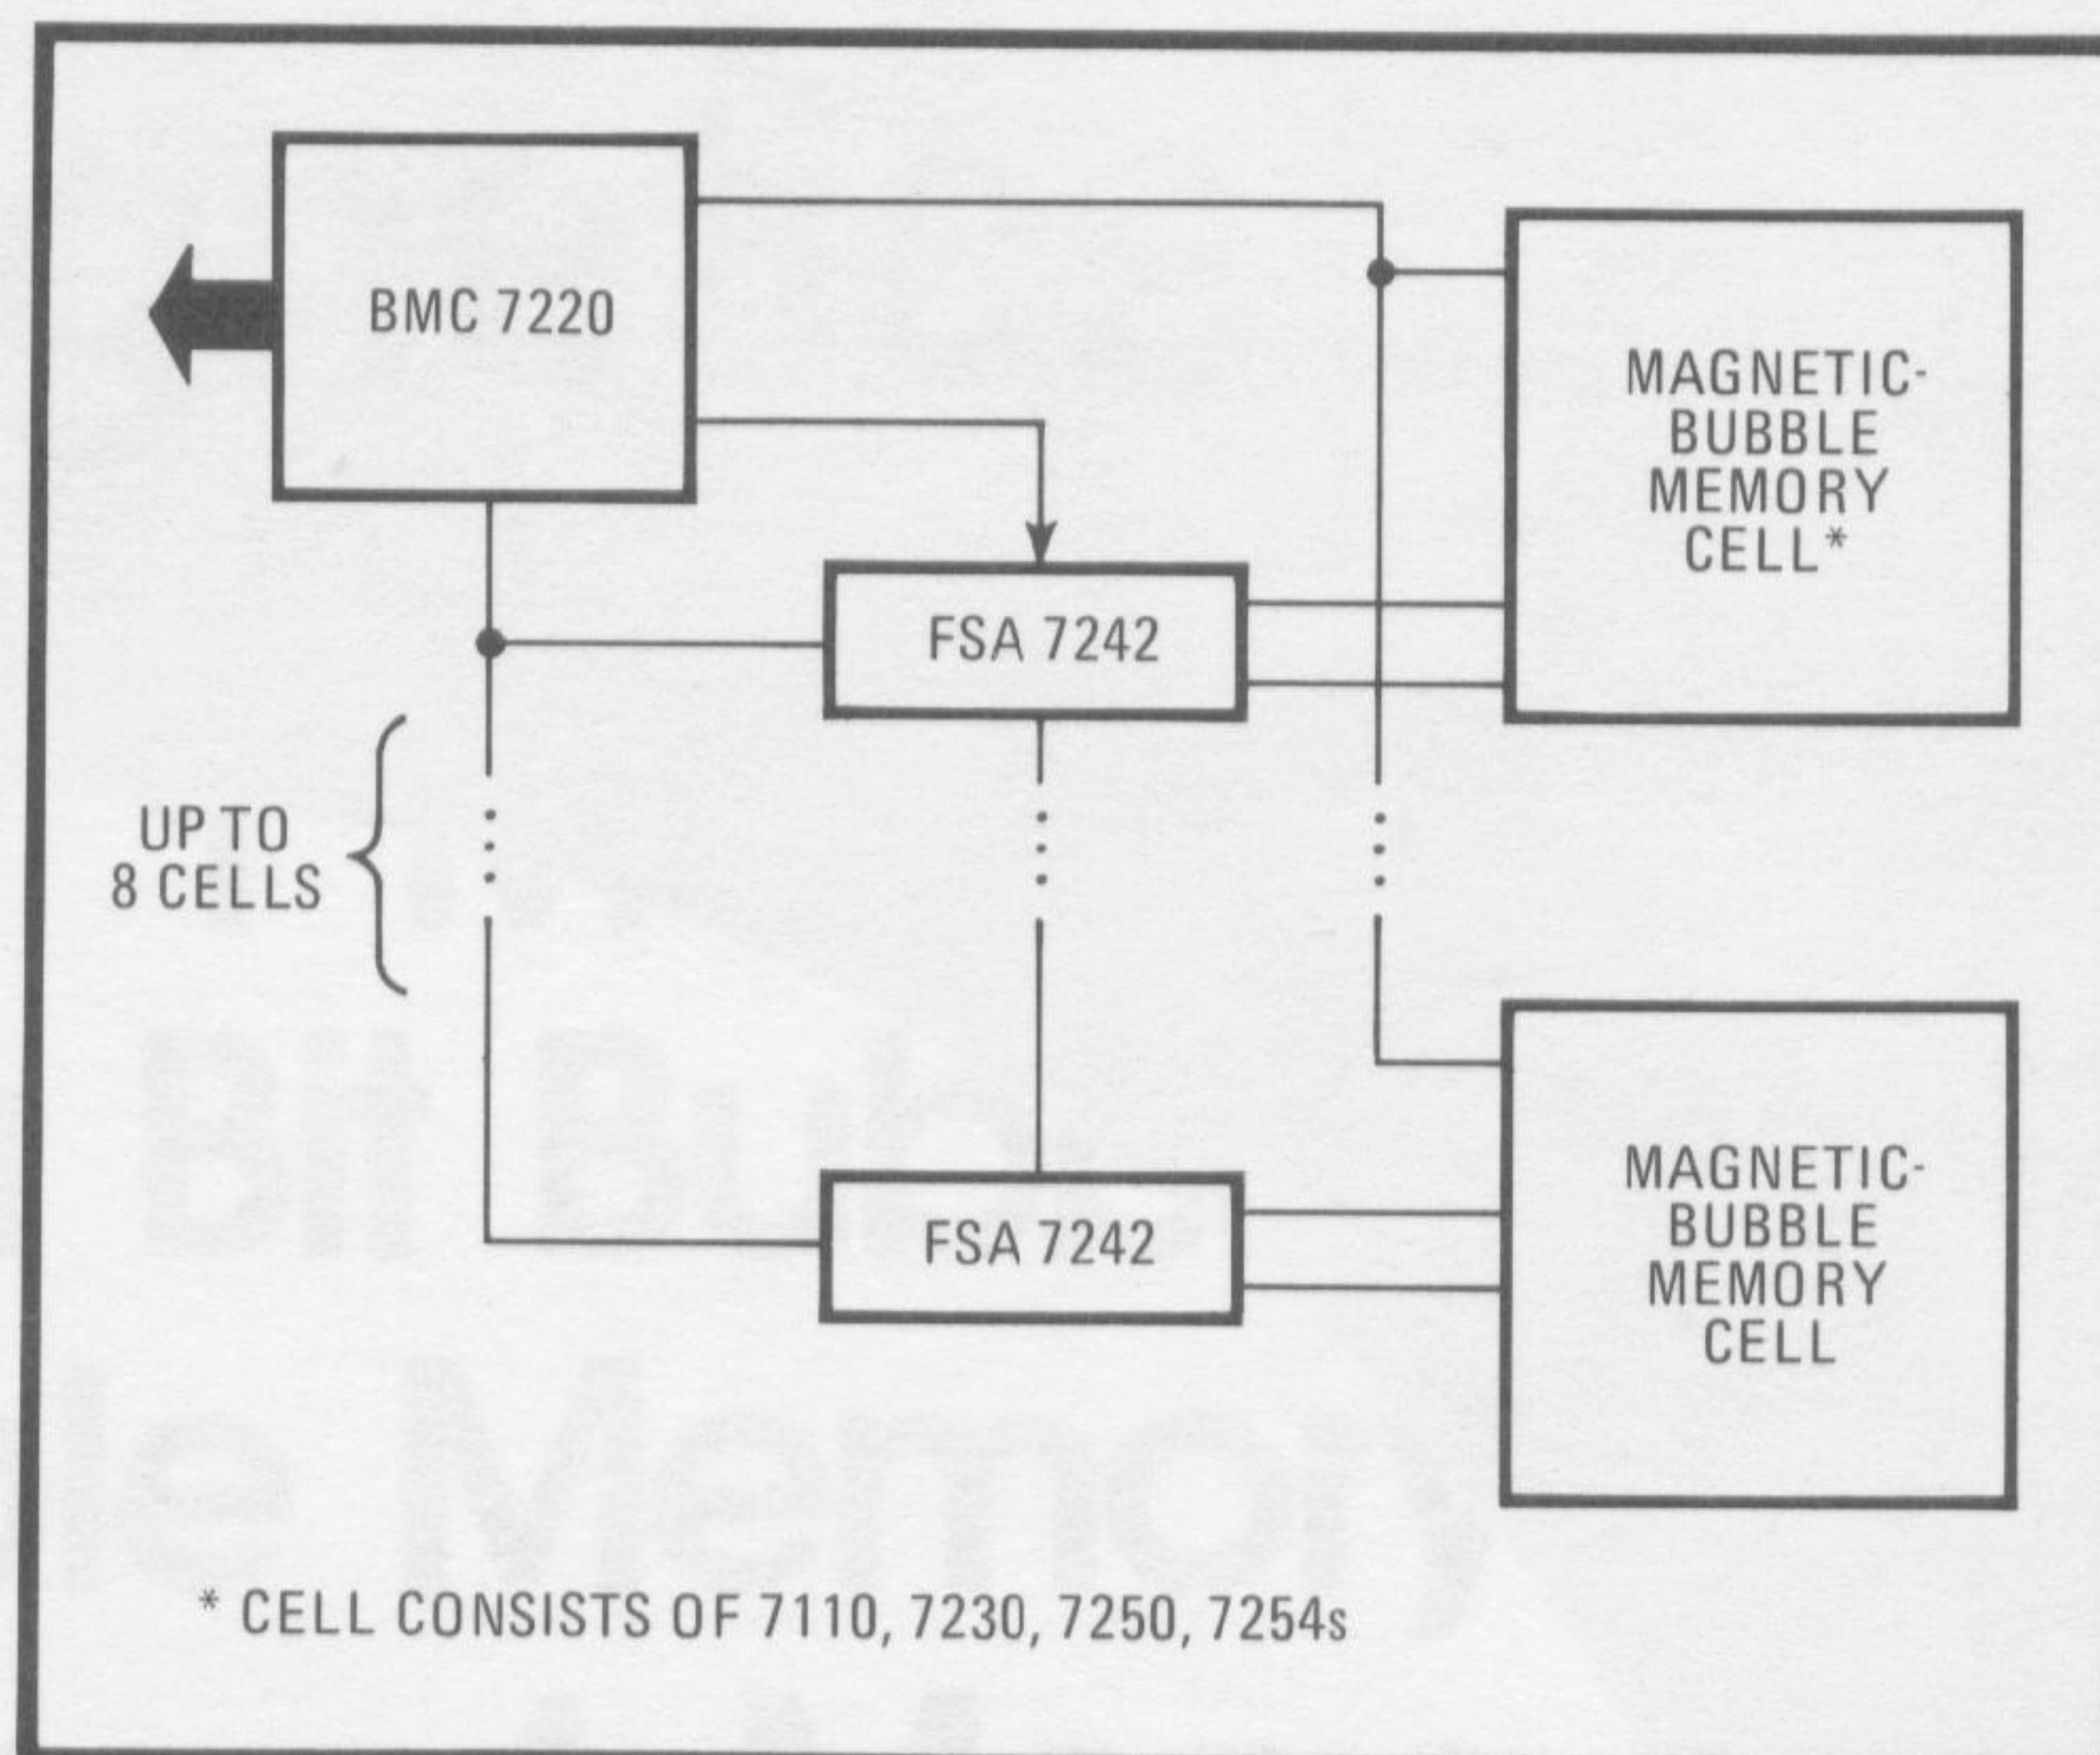 BMC 7220
MAGNETIC-
BUBBLE
MEMORY
CELL*
FSA 7242
UP TO
8 CELLS
FSA 7242
MAGNETIC-
BUBBLE
MEMORY
CELL
* CELL CONSISTS OF 7110, 7230, 7250, 7254s